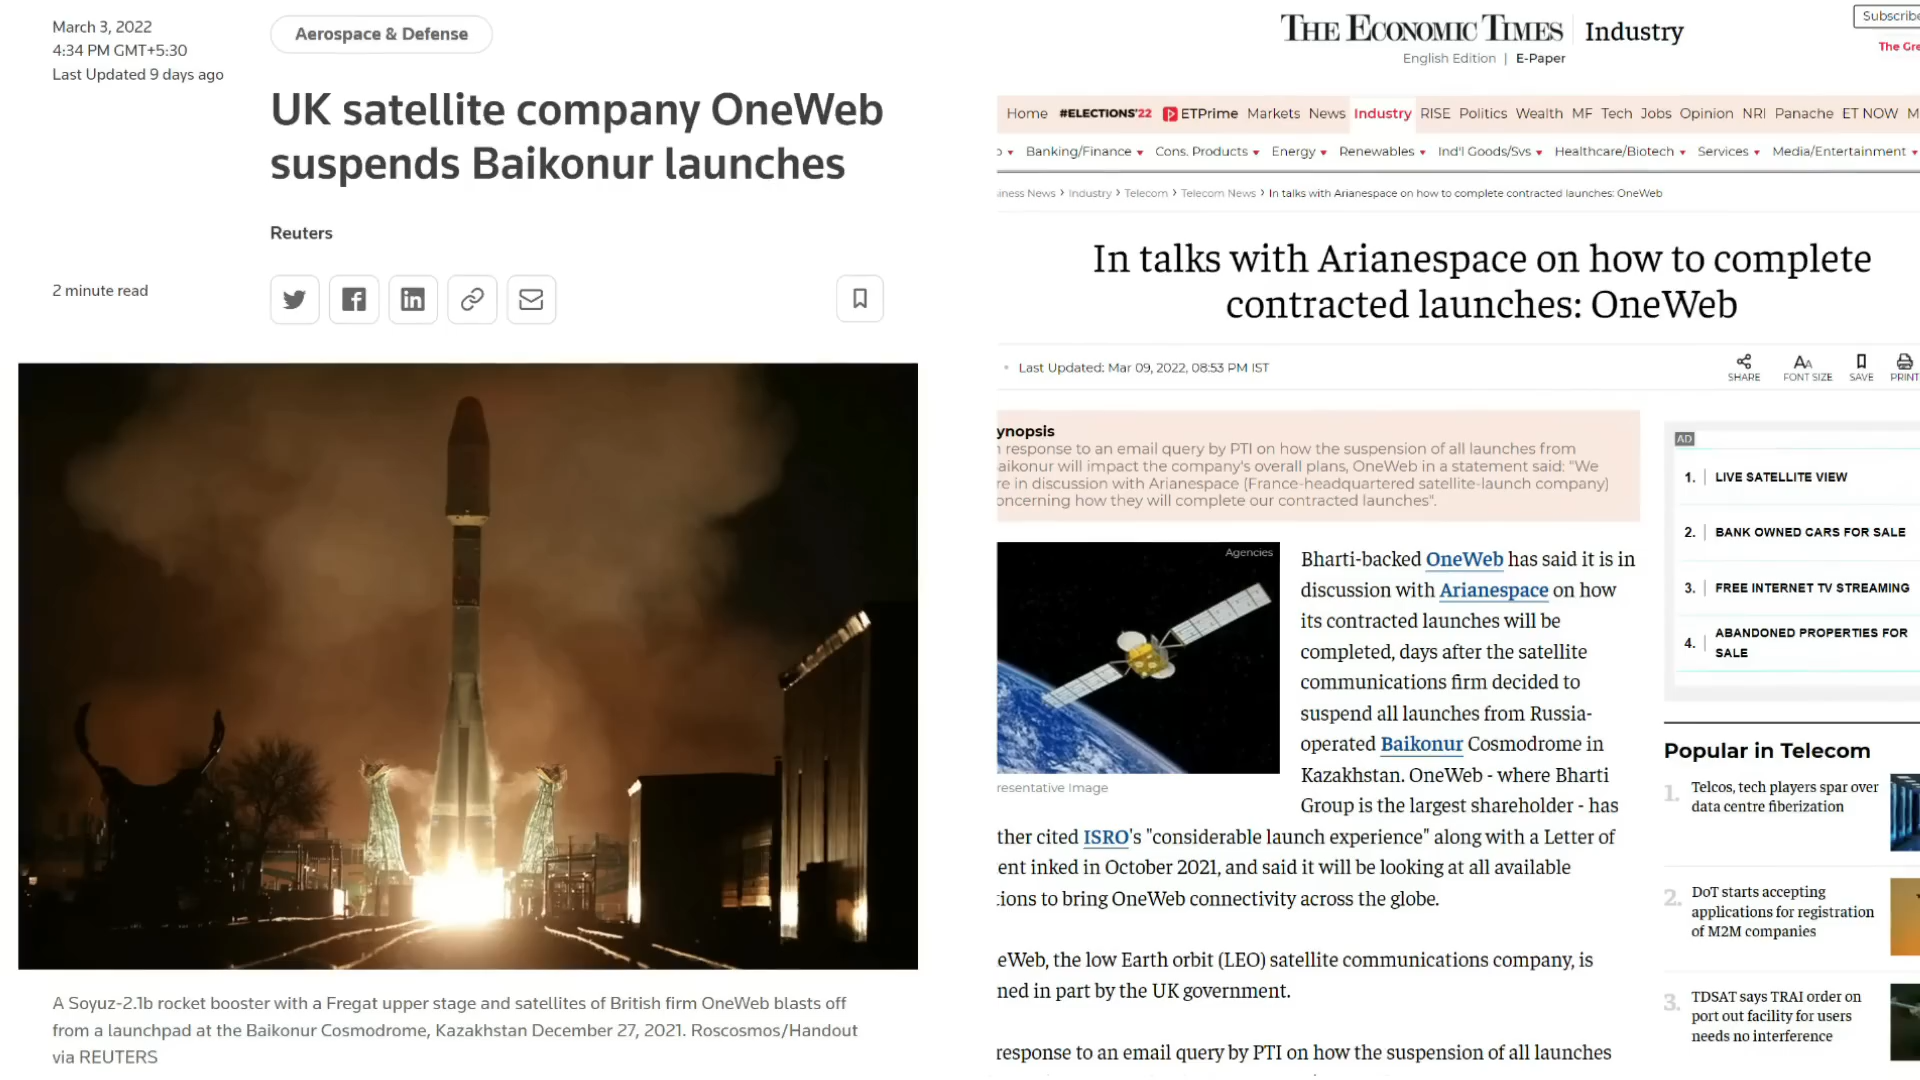 March 3, 2022
4:34 PM GMT+5:30
Last Updated 9 days ago
Aerospace & Defense
UK satellite company OneWeb
suspends Baikonur launches
Reuters
2 minute read
A Soyuz-2.1b rocket booster with a Fregat upper stage and satellites of British firm OneWeb blasts off
from a launchpad at the Baikonur Cosmodrome, Kazakhstan December 27, 2021. Roscosmos/Handout
via REUTERS
THE ECONOMIC TIMES | Industry
English Edition | E-Paper
Subscribe
The Gre
Home #ELECTIONS'22 ETPrime Markets News Industry RISE Politics Wealth MF Tech Jobs Opinion NRI Panache ET NOW M
Banking/Finance Cons. Products Energy Renewables Ind'l Goods/Svs Healthcare/Biotech Services Media/Entertainment
iness News > Industry > Telecom > Telecom News > In talks with Arianespace on how to complete contracted launches: OneWeb
In talks with Arianespace on how to complete
contracted launches: OneWeb
Last Updated: Mar 09, 2022, 08:53 PM IST
SHARE FONT SIZE SAVE PRINT
ynopsis
response to an email query by PTI on how the suspension of all launches from
aikonur will impact the company's overall plans, OneWeb in a statement said: "We
re in discussion with Arianespace (France-headquartered satellite-launch company)
oncerning how they will complete our contracted launches".
Agencies
resentative Image
Bharti-backed OneWeb has said it is in
discussion with Arianespace on how
its contracted launches will be
completed, days after the satellite
communications firm decided to
suspend all launches from Russia-
operated Baikonur Cosmodrome in
Kazakhstan. OneWeb - where Bharti
Group is the largest shareholder - has
ther cited ISRO's "considerable launch experience" along with a Letter of
ent inked in October 2021, and said it will be looking at all available
ions to bring OneWeb connectivity across the globe.
eWeb, the low Earth orbit (LEO) satellite communications company, is
ned in part by the UK government.
response to an email query by PTI on how the suspension of all launches
AD
1. LIVE SATELLITE VIEW
2. BANK OWNED CARS FOR SALE
3. FREE INTERNET TV STREAMING
4. ABANDONED PROPERTIES FOR
SALE
Popular in Telecom
1. Telcos, tech players spar over
data centre fiberization
2. DoT starts accepting
applications for registration
of M2M companies
3. TDSAT says TRAI order on
port out facility for users
needs no interference